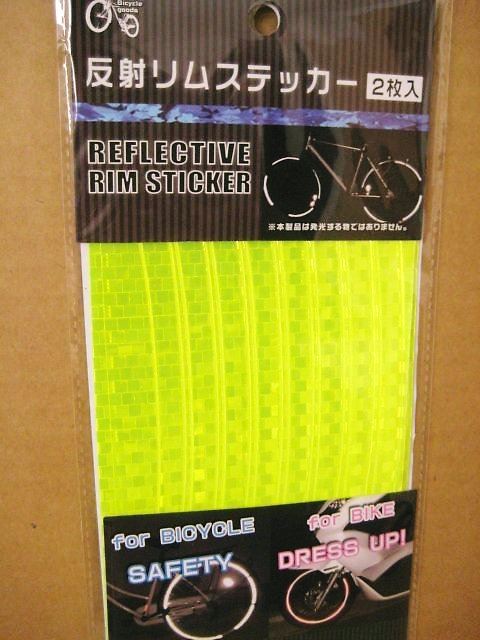 Bicycle
goods
反射リムステッカー 2枚入
REFLECTIVE
RIM STICKER
※本製品は発光する物ではありません。
for BICYCLE
SAFETY
for BIKE
DRESS UP!